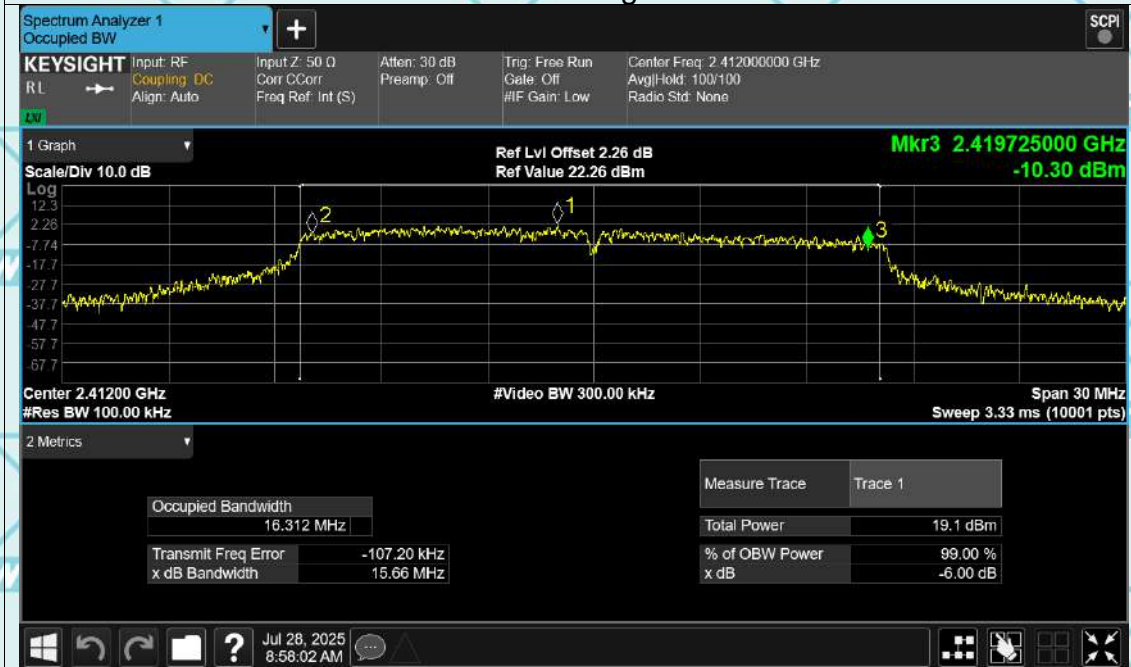 Spectrum Analyzer 1
Occupied BW
+
SCPI
KEYSIGHT
RL
LXI
Input: RF
Coupling: DC
Align: Auto
Input Z: 50 Ω
Corr CCorr
Freq Ref: Int (S)
Atten: 30 dB
Preamp: Off
Trig: Free Run
Gate: Off
#IF Gain: Low
Center Freq: 2.412000000 GHz
Avg|Hold: 100/100
Radio Std: None
1 Graph
Scale/Div 10.0 dB
Ref Lvl Offset 2.26 dB
Ref Value 22.26 dBm
Mkr3 2.419725000 GHz
-10.30 dBm
Log
12.3
2.26
-7.74
-17.7
-27.7
-37.7
-47.7
-57.7
-67.7
2
1
3
Center 2.41200 GHz
#Res BW 100.00 kHz
#Video BW 300.00 kHz
Span 30 MHz
Sweep 3.33 ms (10001 pts)
2 Metrics
Occupied Bandwidth
16.312 MHz
Transmit Freq Error -107.20 kHz
x dB Bandwidth 15.66 MHz
Measure Trace Trace 1
Total Power 19.1 dBm
% of OBW Power 99.00 %
x dB -6.00 dB
?
Jul 28, 2025
8:58:02 AM